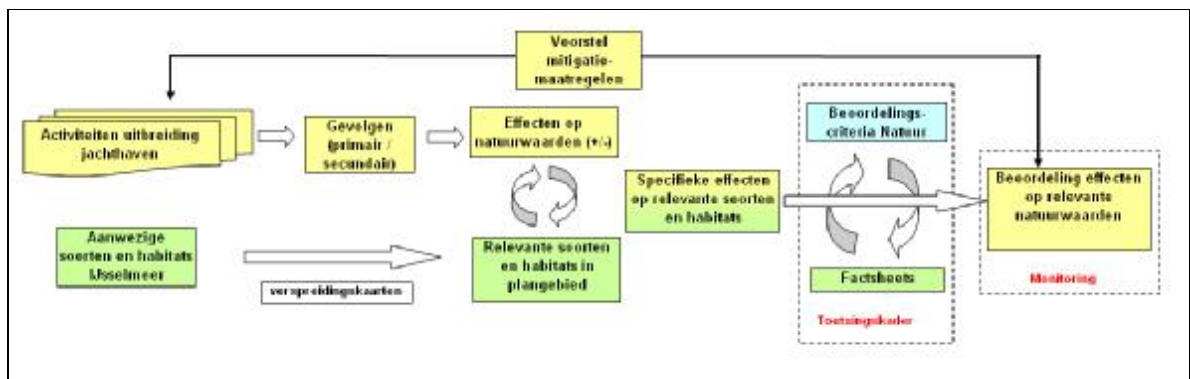 Voorstel
mitigatie-
maatregelen
Activiteiten uitbreiding
jachthaven
Gevolgen
(primair /
secundair)
Effecten op
natuurwaarden (+/-)
Beoordelings-
criteria Natuur
Specifieke effecten
op relevante soorten
en habitats
Beoordeling effecten
op relevante
natuurwaarden
Aanwezige
soorten en habitats
IJsselmeer
verspreidingskaarten
Relevante soorten
en habitats in
plangebied
Factsheets
Toetsingskader
Monitoring